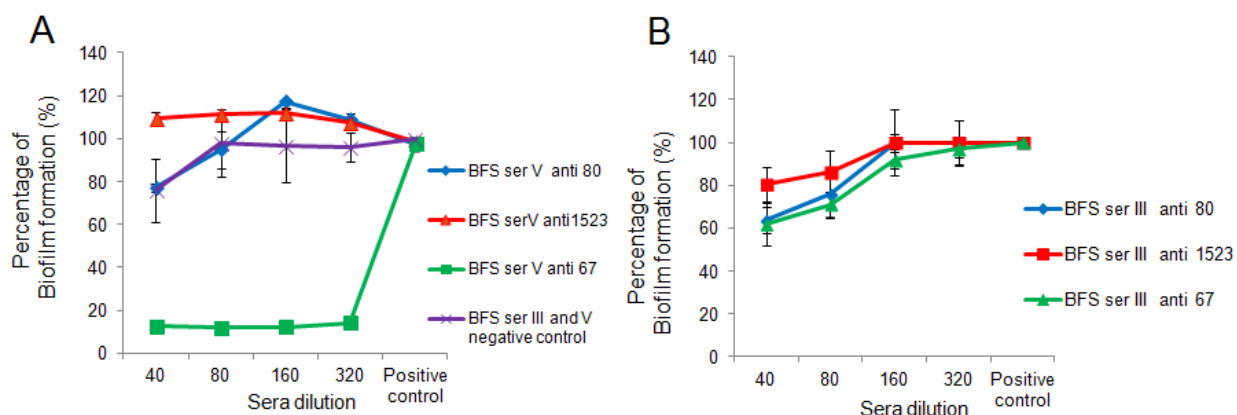 A
Percentage of
Biofilm formation (%)
140
120
100
80
60
40
20
0
40 80 160 320 Positive
control
Sera dilution
BFS ser V anti 80
BFS serV anti1523
BFS ser V anti 67
BFS ser III and V
negative control
B
Percentage of
Biofilm formation (%)
140
120
100
80
60
40
20
0
40 80 160 320 Positive
control
Sera dilution
BFS ser III anti 80
BFS ser III anti 1523
BFS ser III anti 67